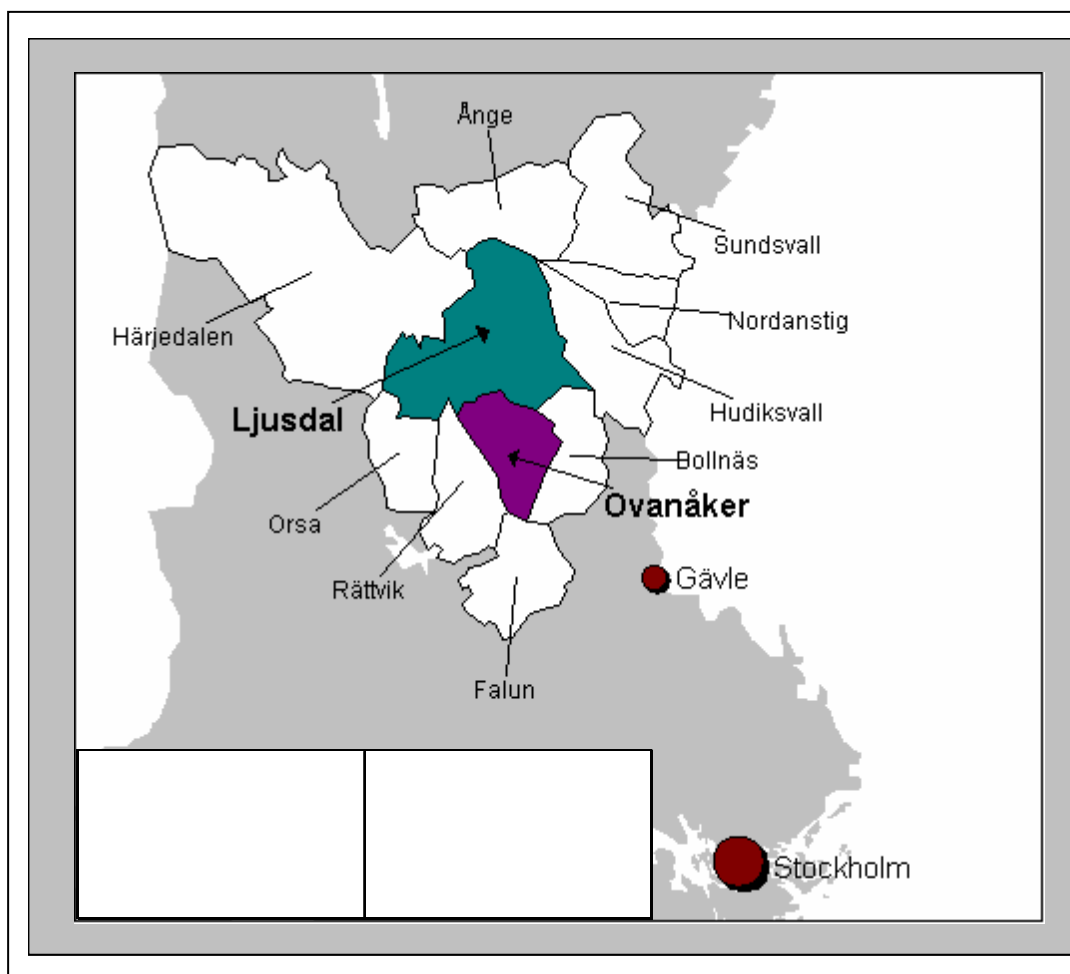 Ånge
Sundsvall
Nordanstig
Härjedalen
Ljusdal
Hudiksvall
Bollnäs
Ovanåker
Orsa
Rättvik
Gävle
Falun
Stockholm